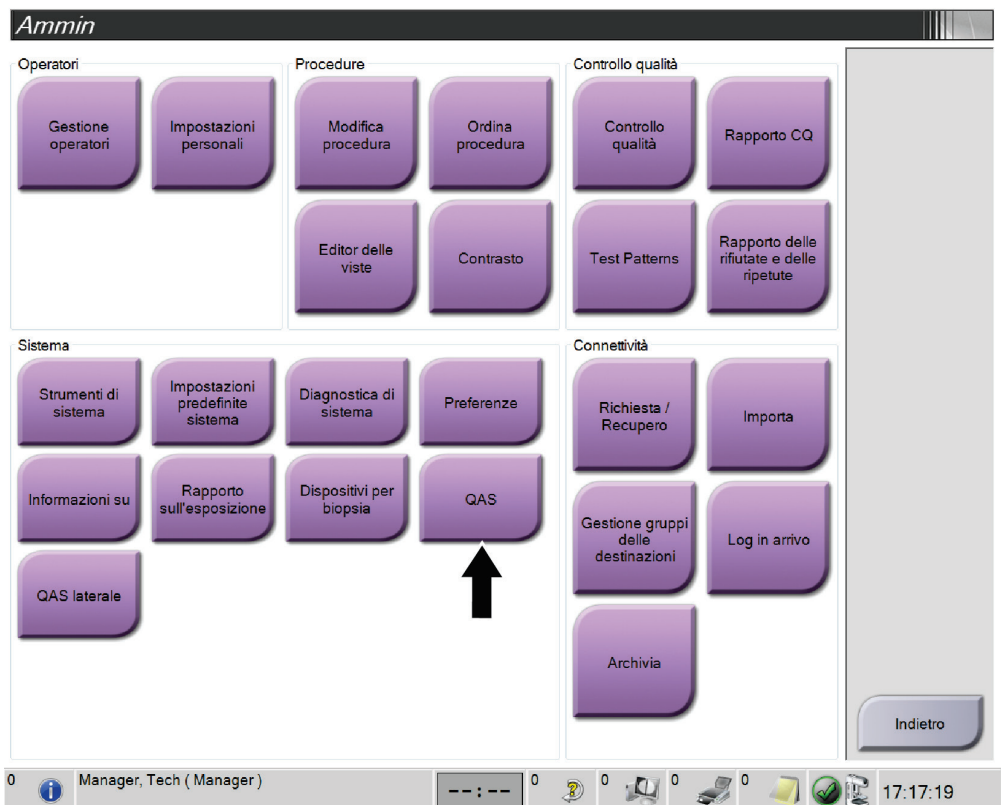 Ammin
Operatori
Gestione
operatori
Impostazioni
personali
Procedure
Modifica
procedura
Ordina
procedura
Editor delle
viste
Contrasto
Controllo qualità
Controllo
qualità
Rapporto CQ
Test Patterns
Rapporto delle
rifiutate e delle
ripetute
Sistema
Strumenti di
sistema
Impostazioni
predefinite
sistema
Diagnostica di
sistema
Preferenze
Informazioni su
Rapporto
sull'esposizione
Dispositivi per
biopsia
QAS
QAS laterale
Connettività
Richiesta /
Recupero
Importa
Gestione gruppi
delle
destinazioni
Log in arrivo
Archivia
Indietro
0
Manager, Tech ( Manager )
--:--
0
0
0
0
17:17:19